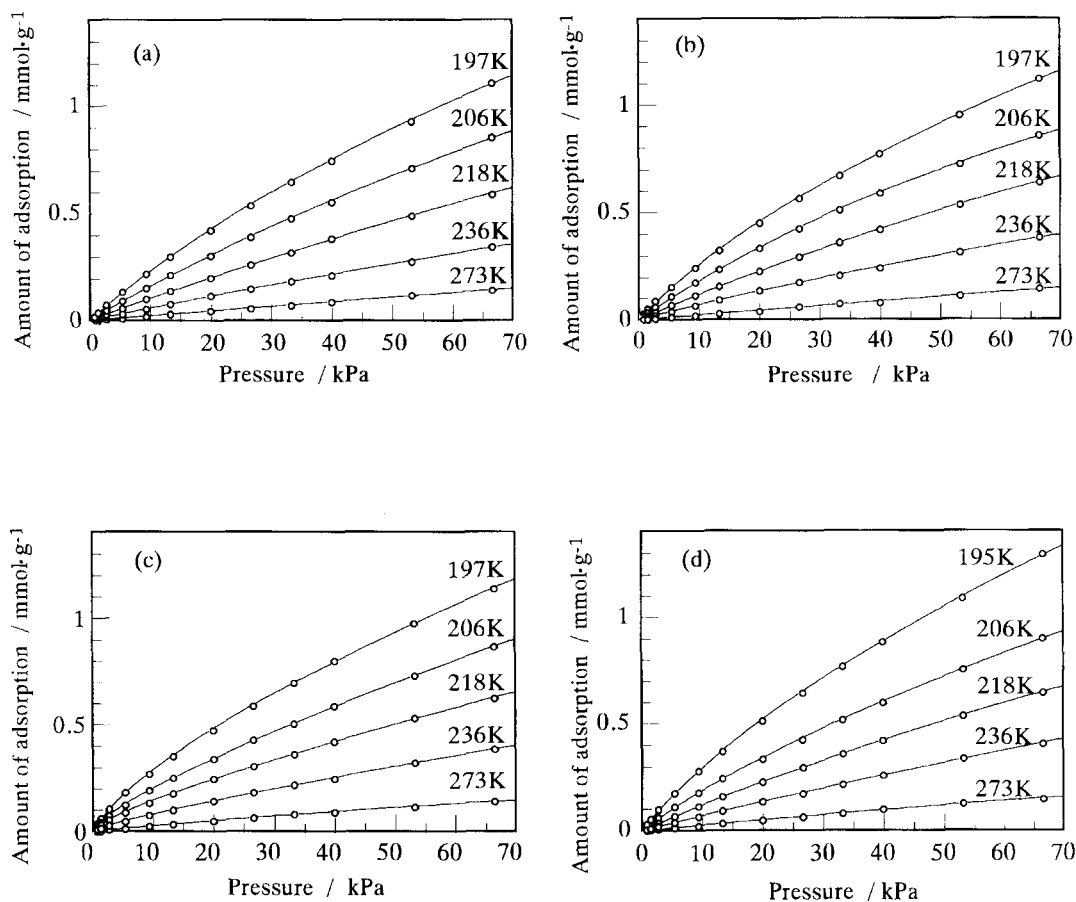 (a)
197K
206K
218K
236K
273K
1
0.5
0
0 10 20 30 40 50 60 70
Amount of adsorption / mmol·g⁻¹
Pressure / kPa
(b)
197K
206K
218K
236K
273K
1
0.5
0
0 10 20 30 40 50 60 70
Amount of adsorption / mmol·g⁻¹
Pressure / kPa
(c)
197K
206K
218K
236K
273K
1
0.5
0
0 10 20 30 40 50 60 70
Amount of adsorption / mmol·g⁻¹
Pressure / kPa
(d)
195K
206K
218K
236K
273K
1
0.5
0
0 10 20 30 40 50 60 70
Amount of adsorption / mmol·g⁻¹
Pressure / kPa